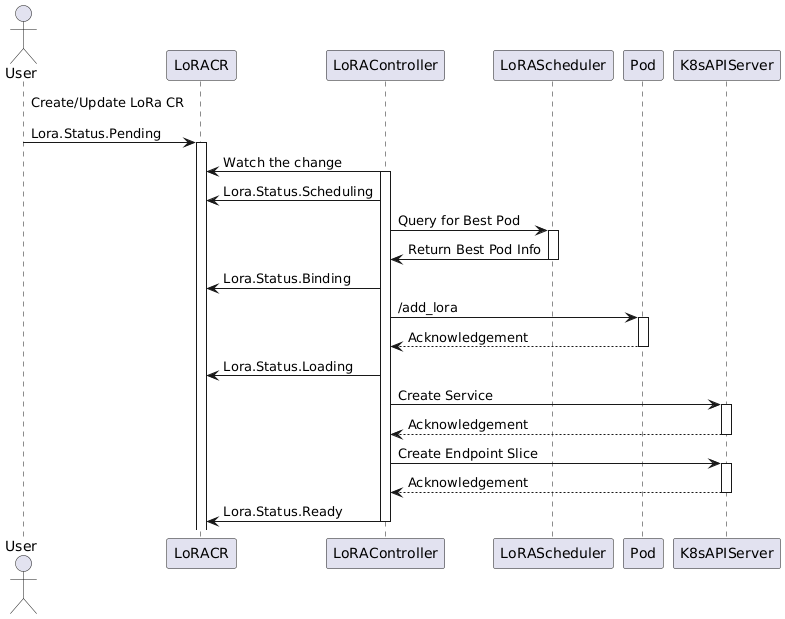 User
LoRACR
LoRAController
LoRAScheduler
Pod
K8sAPIServer
Create/Update LoRa CR
Lora.Status.Pending
Watch the change
Lora.Status.Scheduling
Query for Best Pod
Return Best Pod Info
Lora.Status.Binding
/add_lora
Acknowledgement
Lora.Status.Loading
Create Service
Acknowledgement
Create Endpoint Slice
Acknowledgement
Lora.Status.Ready
User
LoRACR
LoRAController
LoRAScheduler
Pod
K8sAPIServer